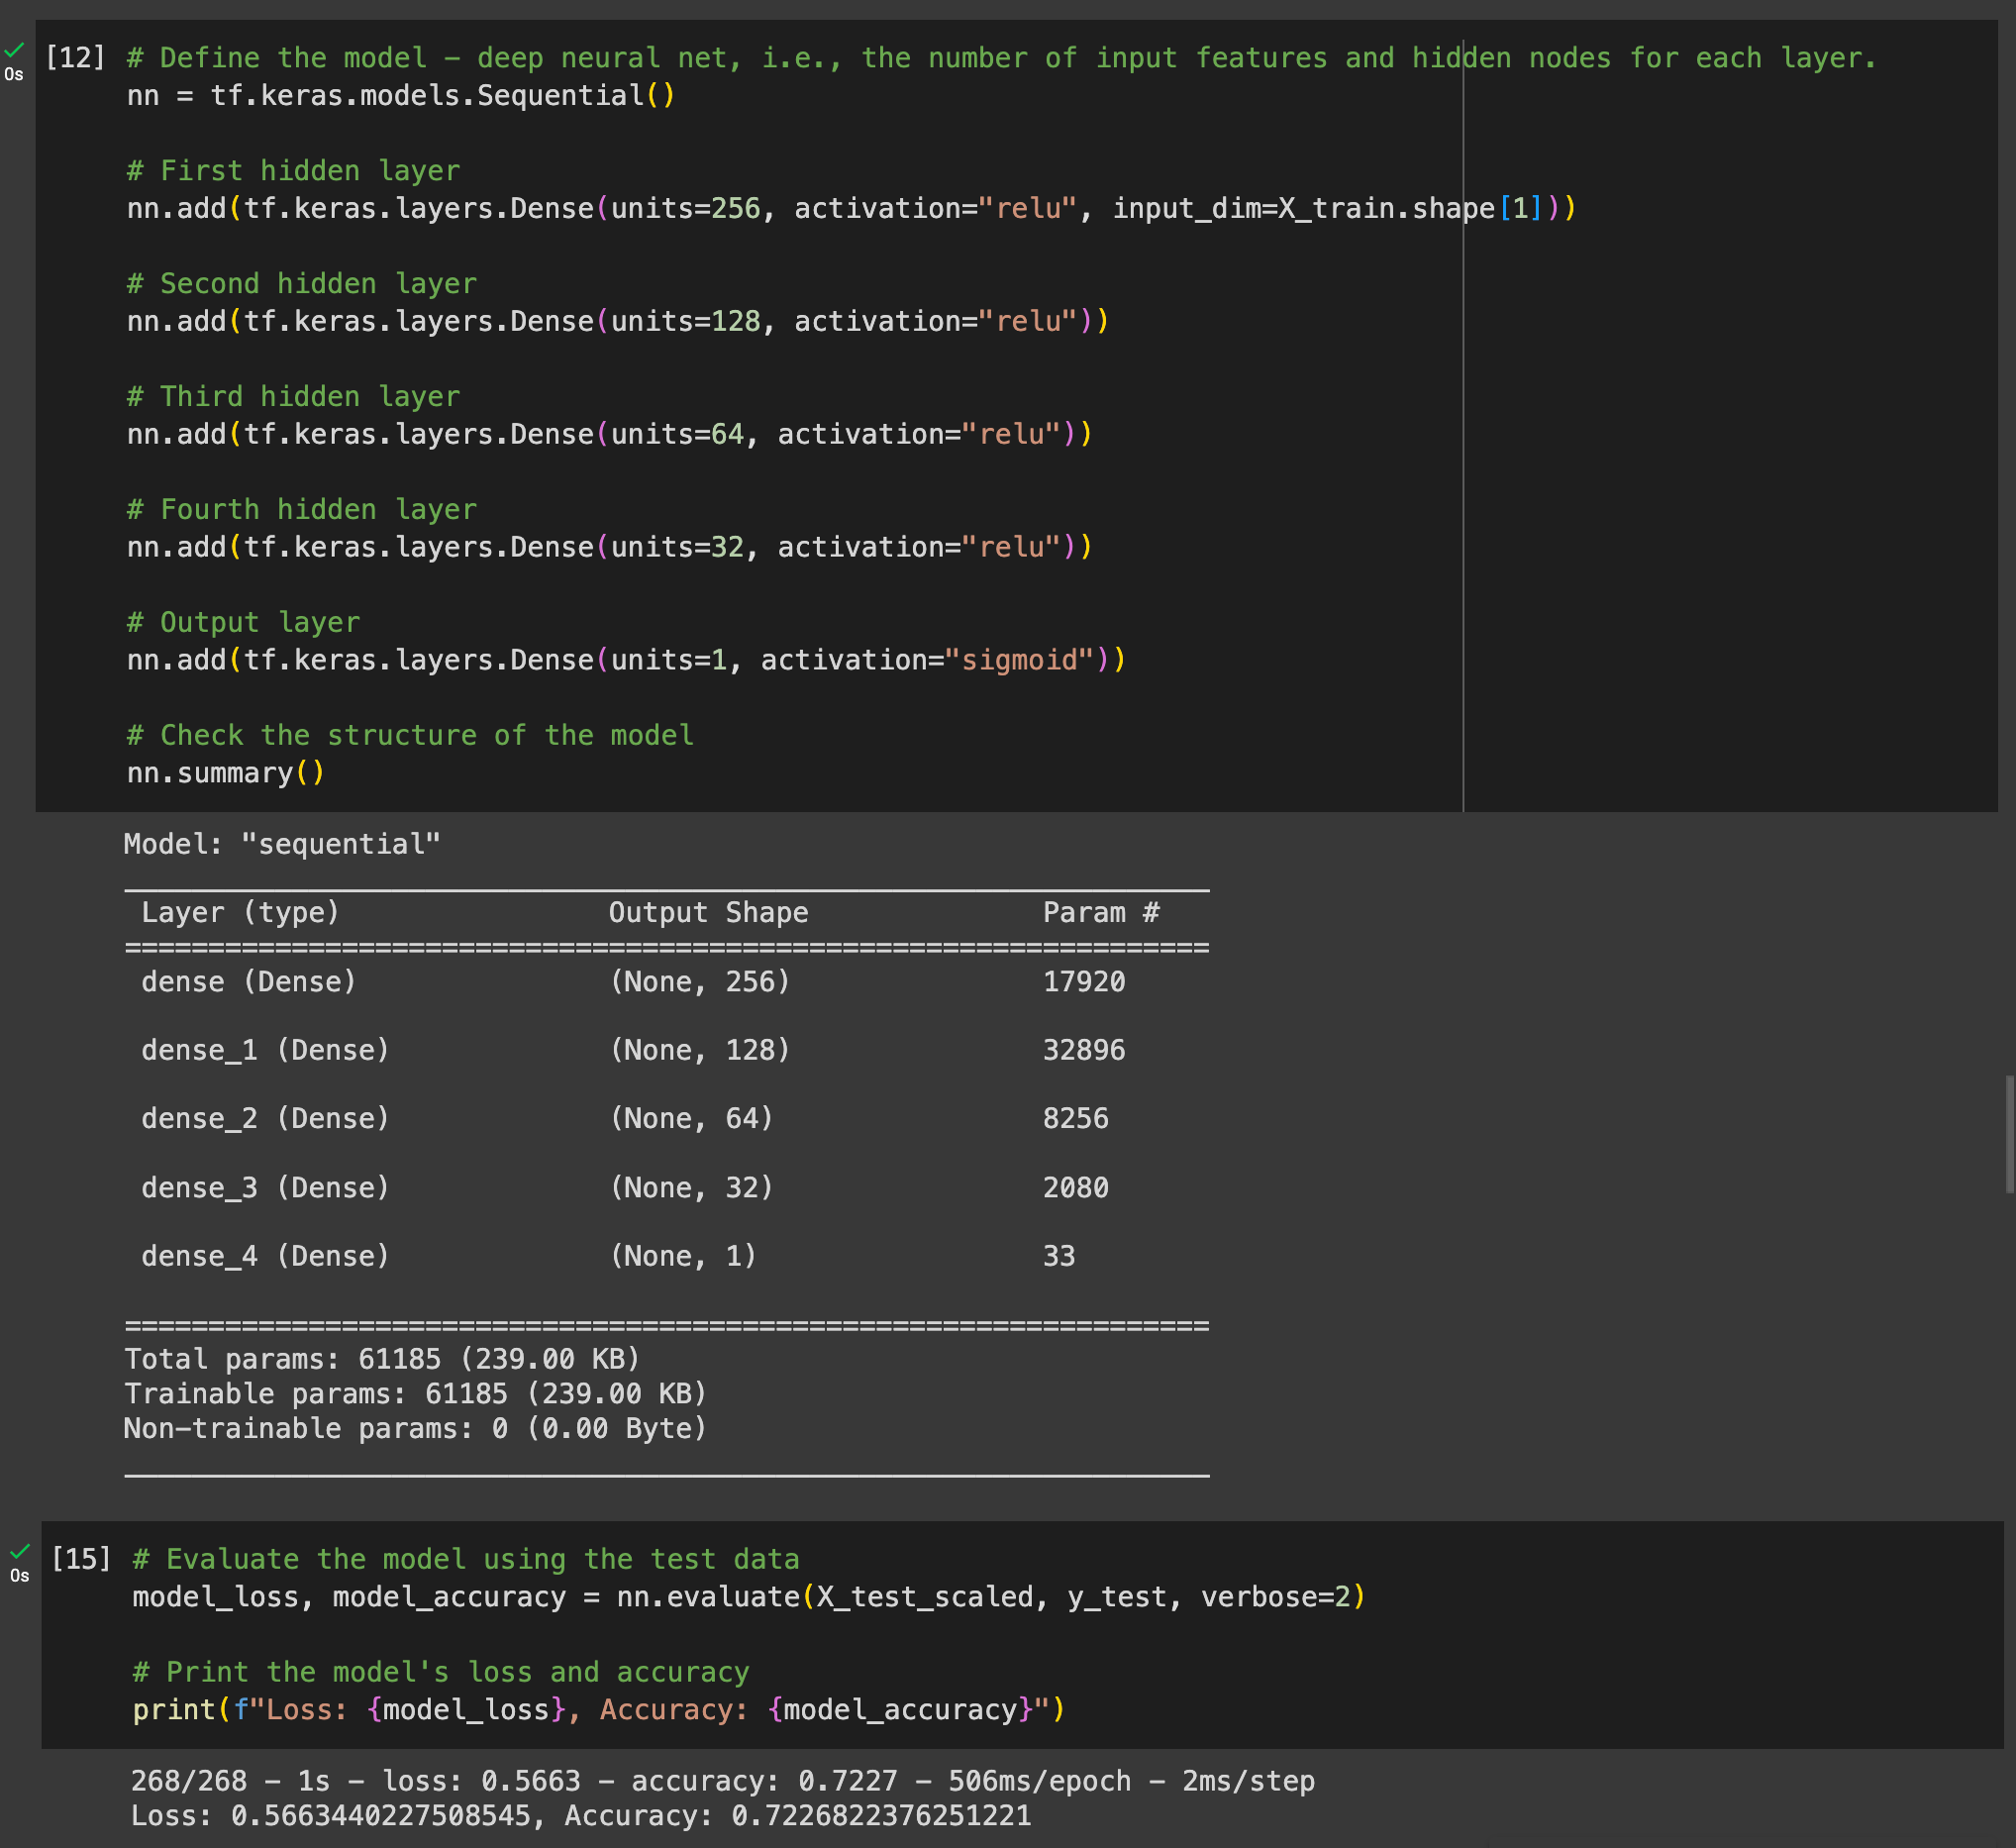 [12] # Define the model – deep neural net, i.e., the number of input features and hidden nodes for each layer.
0s
nn = tf.keras.models.Sequential()
# First hidden layer
nn.add(tf.keras.layers.Dense(units=256, activation="relu", input_dim=X_train.shape[1]))
# Second hidden layer
nn.add(tf.keras.layers.Dense(units=128, activation="relu"))
# Third hidden layer
nn.add(tf.keras.layers.Dense(units=64, activation="relu"))
# Fourth hidden layer
nn.add(tf.keras.layers.Dense(units=32, activation="relu"))
# Output layer
nn.add(tf.keras.layers.Dense(units=1, activation="sigmoid"))
# Check the structure of the model
nn.summary()
Model: "sequential"
_________________________________________________________________
Layer (type) Output Shape Param #
=================================================================
dense (Dense) (None, 256) 17920
dense_1 (Dense) (None, 128) 32896
dense_2 (Dense) (None, 64) 8256
dense_3 (Dense) (None, 32) 2080
dense_4 (Dense) (None, 1) 33
=================================================================
Total params: 61185 (239.00 KB)
Trainable params: 61185 (239.00 KB)
Non-trainable params: 0 (0.00 Byte)
_________________________________________________________________
[15] # Evaluate the model using the test data
0s
model_loss, model_accuracy = nn.evaluate(X_test_scaled, y_test, verbose=2)
# Print the model's loss and accuracy
print(f"Loss: {model_loss}, Accuracy: {model_accuracy}")
268/268 – 1s – loss: 0.5663 – accuracy: 0.7227 – 506ms/epoch – 2ms/step
Loss: 0.5663440227508545, Accuracy: 0.7226822376251221